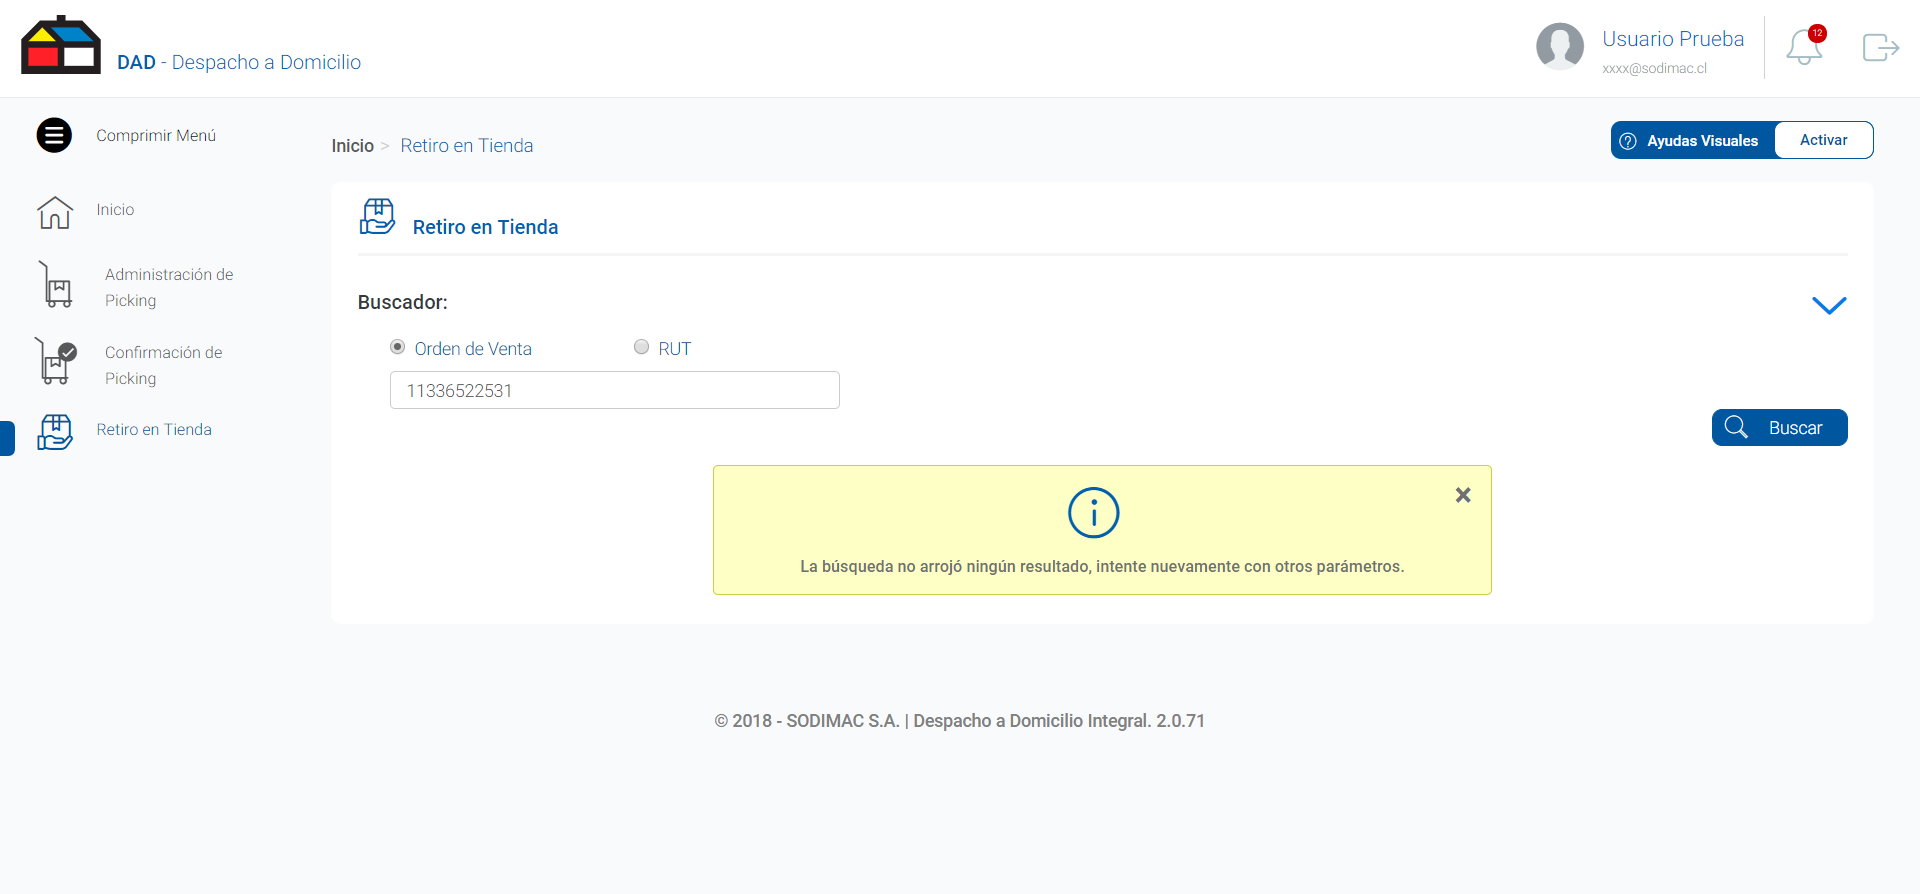 DAD - Despacho a Domicilio
Usuario Prueba
xxxx@sodimac.cl
12
Comprimir Menú
Inicio
Administración de
Picking
Confirmación de
Picking
Retiro en Tienda
Inicio > Retiro en Tienda
? Ayudas Visuales
Activar
Retiro en Tienda
Buscador:
Orden de Venta
RUT
11336522531
Buscar
La búsqueda no arrojó ningún resultado, intente nuevamente con otros parámetros.
© 2018 - SODIMAC S.A. | Despacho a Domicilio Integral. 2.0.71